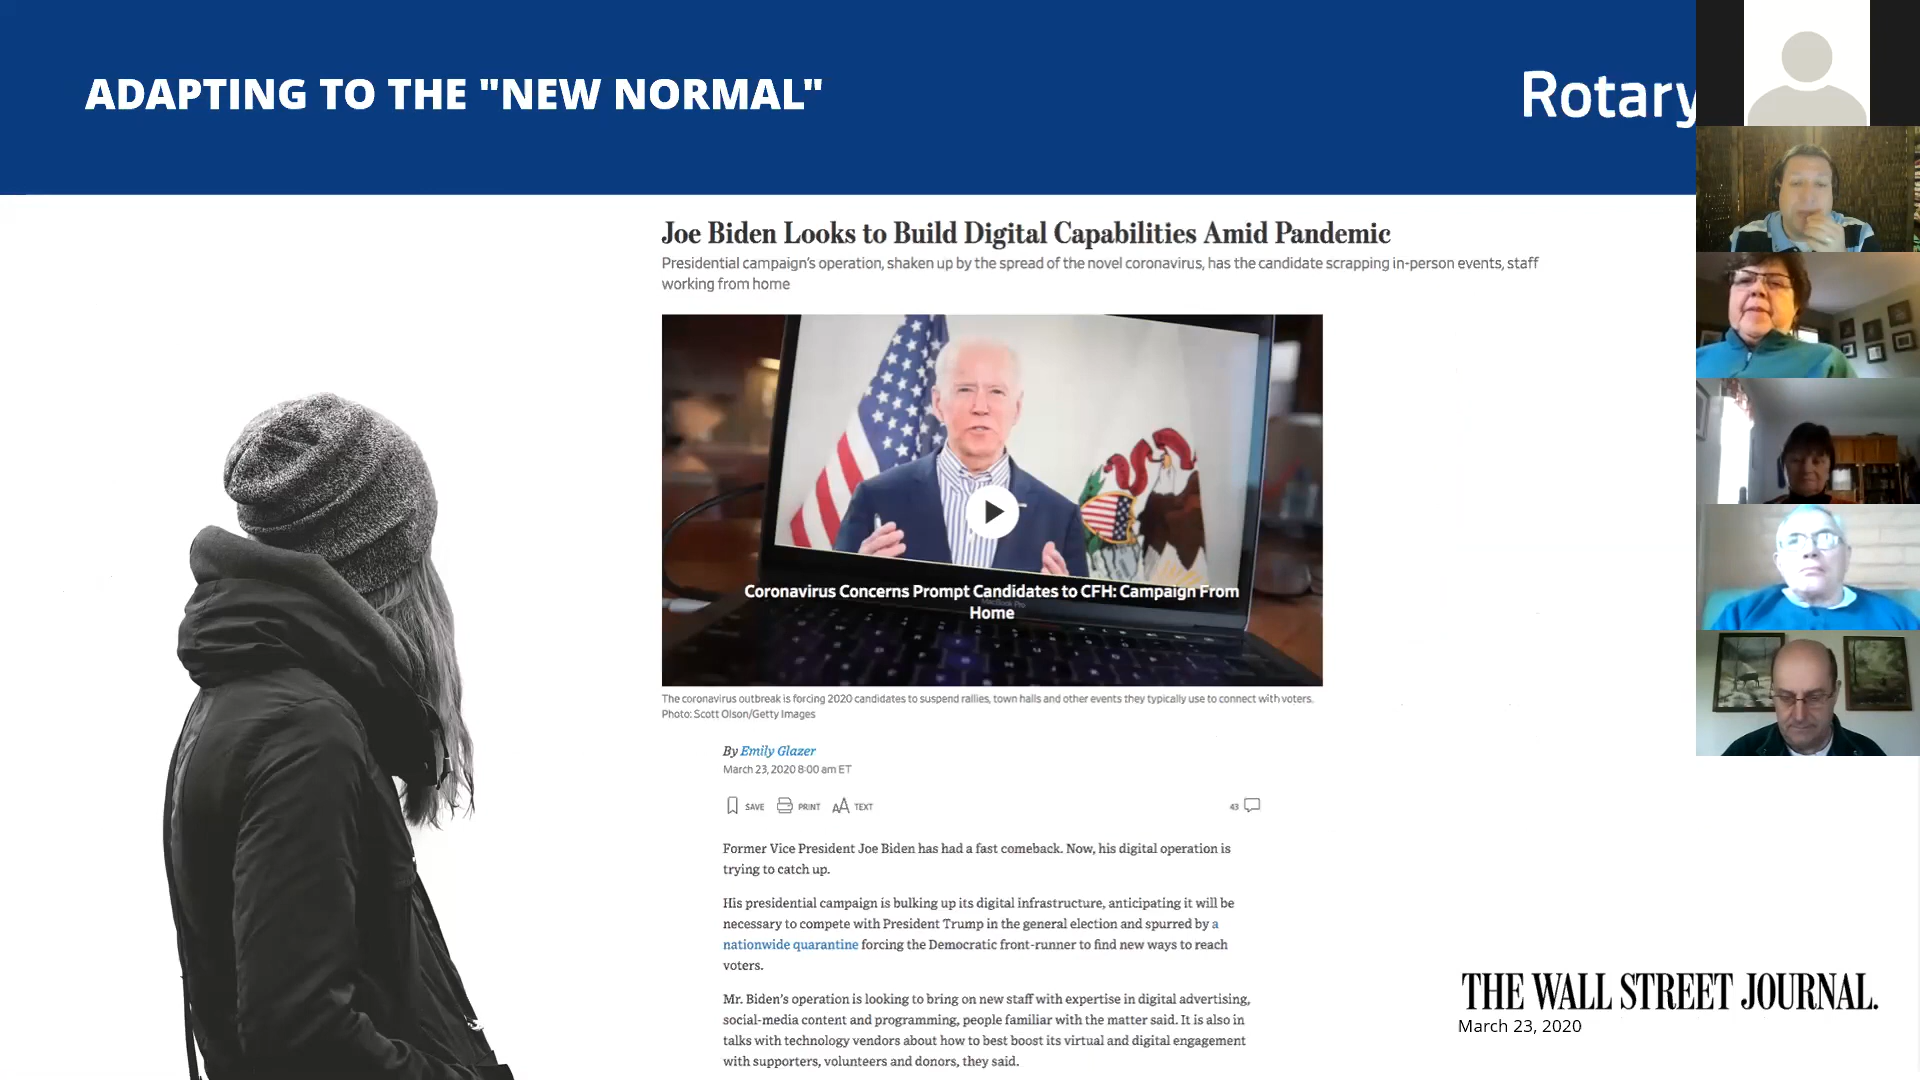 ADAPTING TO THE "NEW NORMAL"
Rotary
Joe Biden Looks to Build Digital Capabilities Amid Pandemic
Presidential campaign's operation, shaken up by the spread of the novel coronavirus, has the candidate scrapping in-person events, staff
working from home
Coronavirus Concerns Prompt Candidates to CFH: Campaign From
Home
MacBook Pro
The coronavirus outbreak is forcing 2020 candidates to suspend rallies, town halls and other events they typically use to connect with voters.
Photo: Scott Olson/Getty Images
By Emily Glazer
March 23, 2020 8:00 am ET
SAVE PRINT AA TEXT
43
Former Vice President Joe Biden has had a fast comeback. Now, his digital operation is
trying to catch up.
His presidential campaign is bulking up its digital infrastructure, anticipating it will be
necessary to compete with President Trump in the general election and spurred by a
nationwide quarantine forcing the Democratic front-runner to find new ways to reach
voters.
Mr. Biden's operation is looking to bring on new staff with expertise in digital advertising,
social-media content and programming, people familiar with the matter said. It is also in
talks with technology vendors about how to best boost its virtual and digital engagement
with supporters, volunteers and donors, they said.
THE WALL STREET JOURNAL.
March 23, 2020